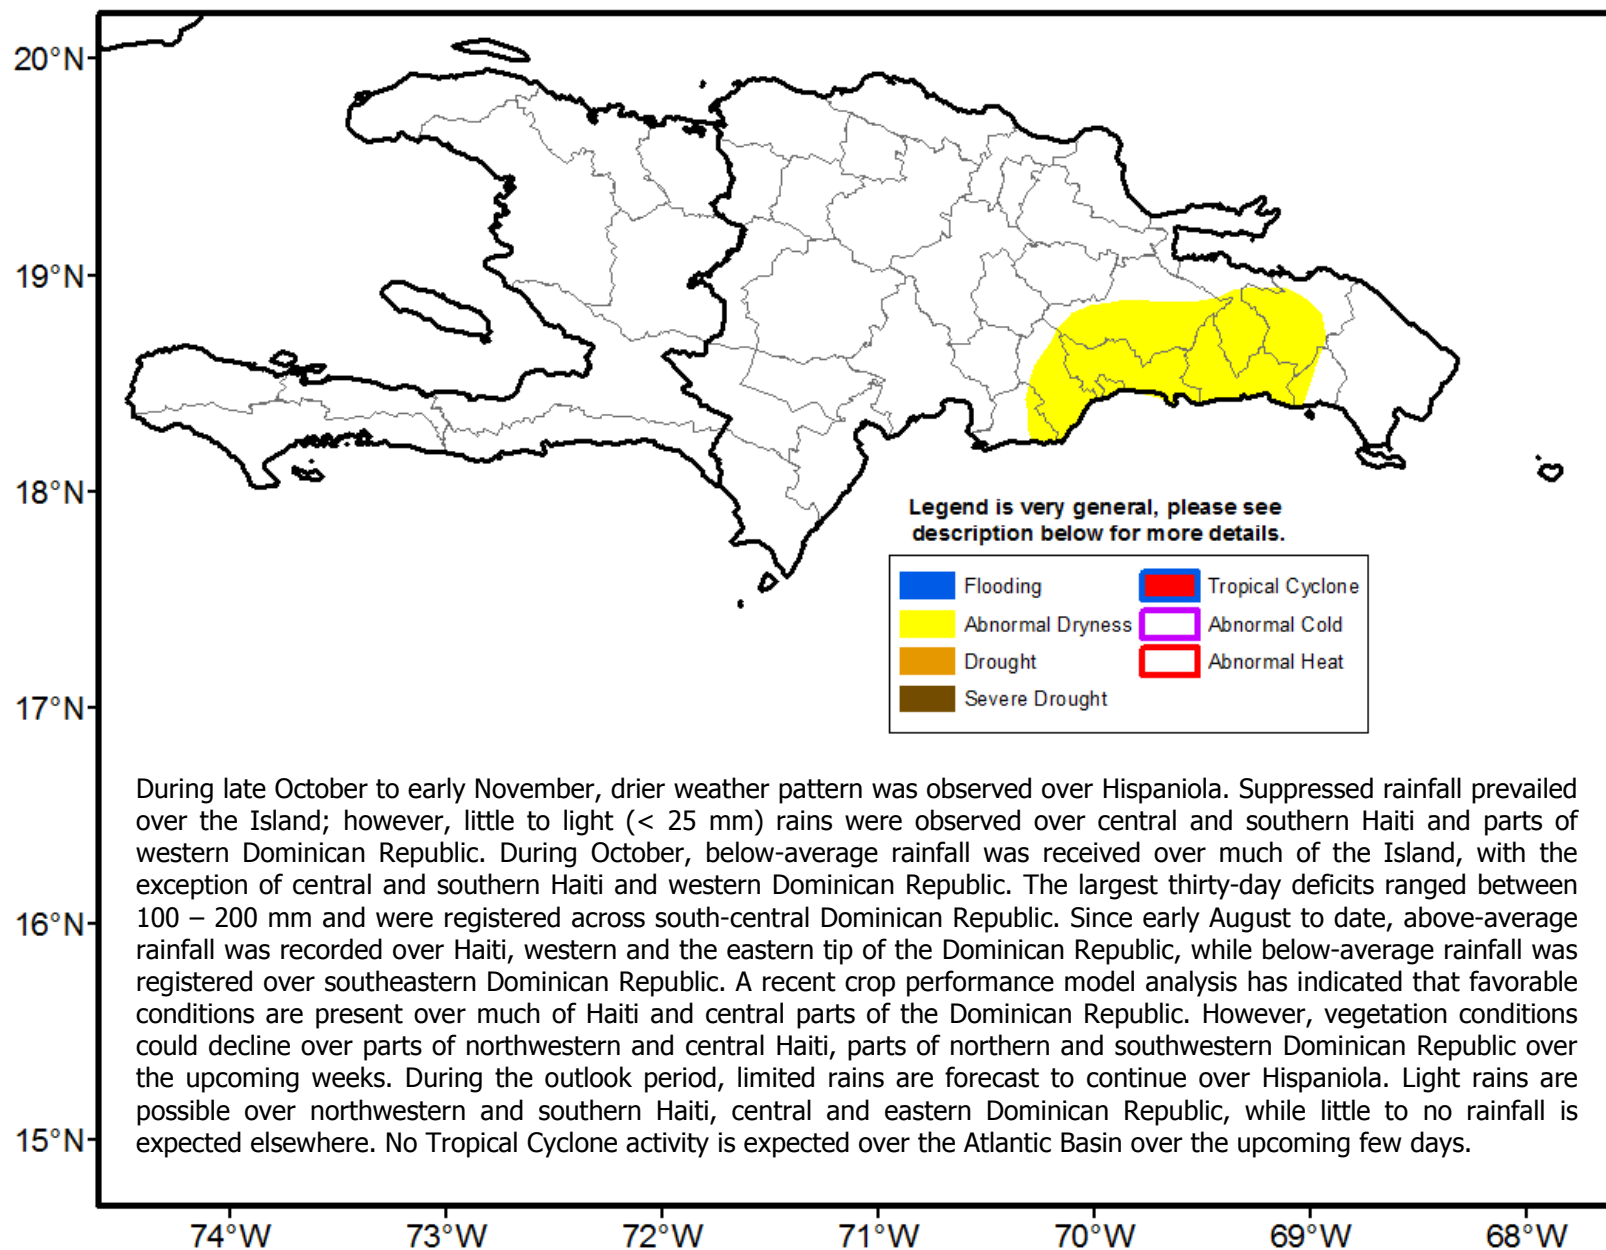 20°N
19°N
18°N
17°N
16°N
15°N
Legend is very general, please see
description below for more details.
Flooding
Tropical Cyclone
Abnormal Dryness
Abnormal Cold
Drought
Abnormal Heat
Severe Drought
During late October to early November, drier weather pattern was observed over Hispaniola. Suppressed rainfall prevailed
over the Island; however, little to light (< 25 mm) rains were observed over central and southern Haiti and parts of
western Dominican Republic. During October, below-average rainfall was received over much of the Island, with the
exception of central and southern Haiti and western Dominican Republic. The largest thirty-day deficits ranged between
100 – 200 mm and were registered across south-central Dominican Republic. Since early August to date, above-average
rainfall was recorded over Haiti, western and the eastern tip of the Dominican Republic, while below-average rainfall was
registered over southeastern Dominican Republic. A recent crop performance model analysis has indicated that favorable
conditions are present over much of Haiti and central parts of the Dominican Republic. However, vegetation conditions
could decline over parts of northwestern and central Haiti, parts of northern and southwestern Dominican Republic over
the upcoming weeks. During the outlook period, limited rains are forecast to continue over Hispaniola. Light rains are
possible over northwestern and southern Haiti, central and eastern Dominican Republic, while little to no rainfall is
expected elsewhere. No Tropical Cyclone activity is expected over the Atlantic Basin over the upcoming few days.
74°W 73°W 72°W 71°W 70°W 69°W 68°W